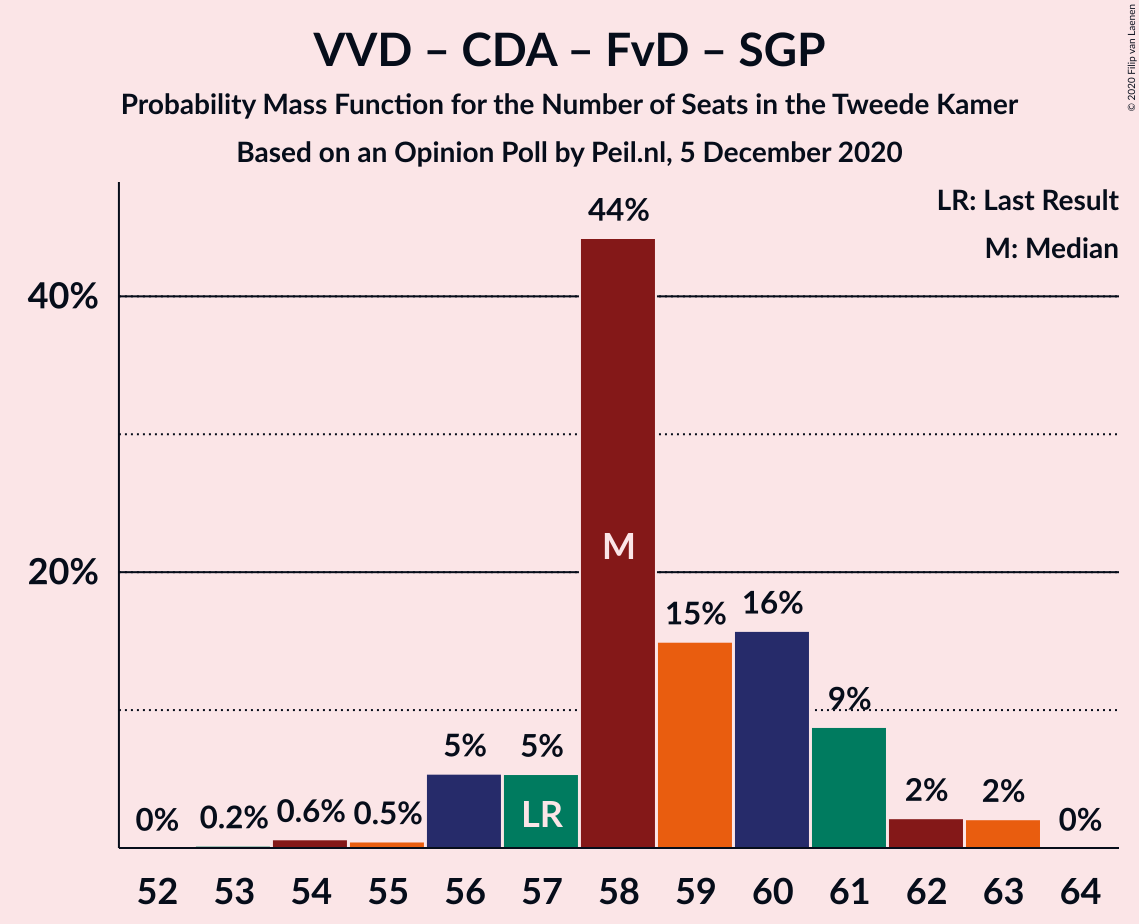 VVD – CDA – FvD – SGP
Probability Mass Function for the Number of Seats in the Tweede Kamer
Based on an Opinion Poll by Peil.nl, 5 December 2020
© 2020 Filip van Laenen
LR: Last Result
M: Median
40%
20%
0%
0.2%
0.6%
0.5%
5%
5%
44%
15%
16%
9%
2%
2%
0%
LR
M
52 53 54 55 56 57 58 59 60 61 62 63 64